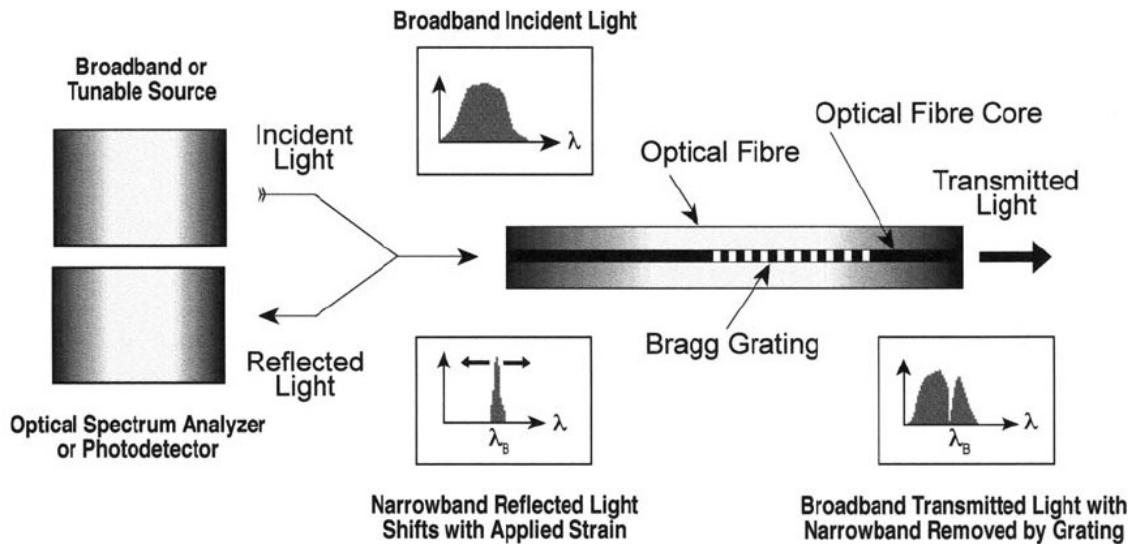 Broadband Incident Light
Broadband or
Tunable Source
Incident
Light
λ
Optical Fibre Core
Optical Fibre
Transmitted
Light
Bragg Grating
Reflected
Light
λ
λB
λ
λB
Optical Spectrum Analyzer
or Photodetector
Narrowband Reflected Light
Shifts with Applied Strain
Broadband Transmitted Light with
Narrowband Removed by Grating